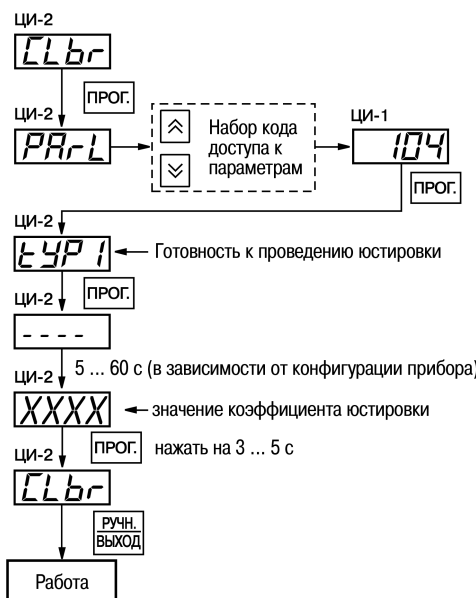 ЦИ-2
CLbr
ПРОГ.
ЦИ-2
PArL
Набор кода
доступа к
параметрам
ЦИ-1
104
ПРОГ.
ЦИ-2
tYP1
Готовность к проведению юстировки
ПРОГ.
ЦИ-2
- - - -
5 ... 60 с (в зависимости от конфигурации прибора)
ЦИ-2
XXXX
значение коэффициента юстировки
ПРОГ.
нажать на 3 ... 5 с
ЦИ-2
CLbr
РУЧН.
ВЫХОД
Работа